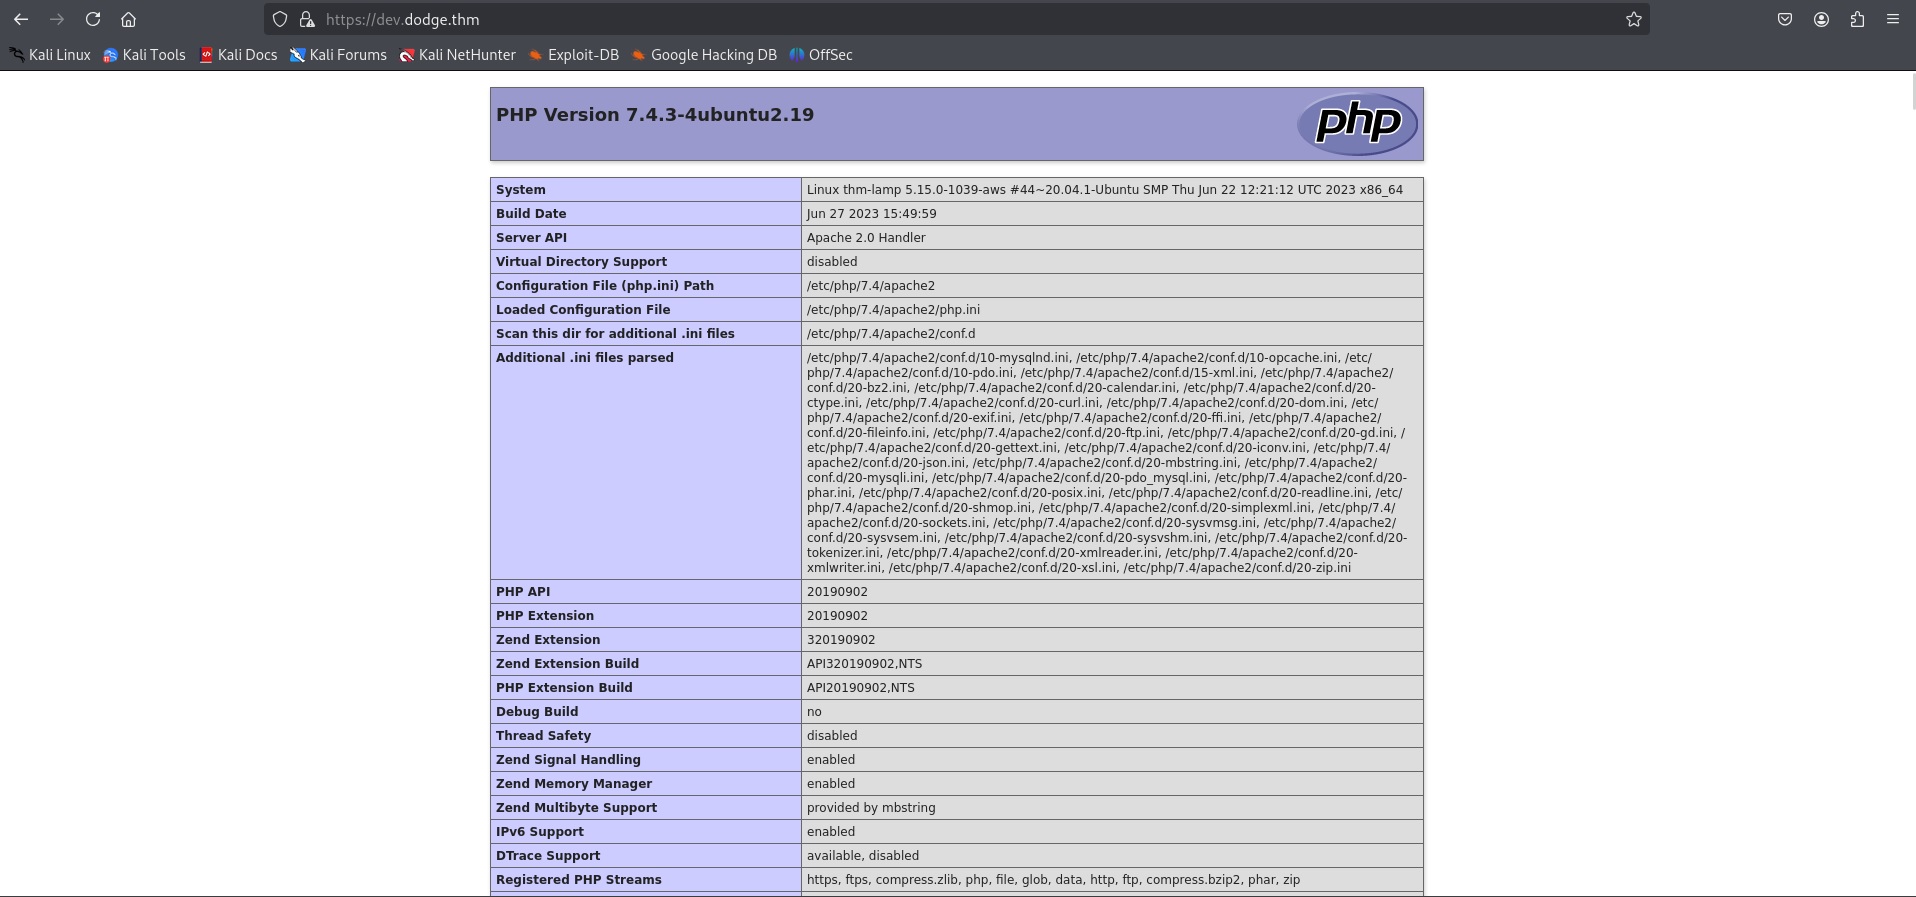 https://dev.dodge.thm
Kali Linux Kali Tools Kali Docs Kali Forums Kali NetHunter Exploit-DB Google Hacking DB OffSec
PHP Version 7.4.3-4ubuntu2.19
php
System Linux thm-lamp 5.15.0-1039-aws #44~20.04.1-Ubuntu SMP Thu Jun 22 12:21:12 UTC 2023 x86_64
Build Date Jun 27 2023 15:49:59
Server API Apache 2.0 Handler
Virtual Directory Support disabled
Configuration File (php.ini) Path /etc/php/7.4/apache2
Loaded Configuration File /etc/php/7.4/apache2/php.ini
Scan this dir for additional .ini files /etc/php/7.4/apache2/conf.d
Additional .ini files parsed /etc/php/7.4/apache2/conf.d/10-mysqlnd.ini, /etc/php/7.4/apache2/conf.d/10-opcache.ini, /etc/
php/7.4/apache2/conf.d/10-pdo.ini, /etc/php/7.4/apache2/conf.d/15-xml.ini, /etc/php/7.4/apache2/
conf.d/20-bz2.ini, /etc/php/7.4/apache2/conf.d/20-calendar.ini, /etc/php/7.4/apache2/conf.d/20-
ctype.ini, /etc/php/7.4/apache2/conf.d/20-curl.ini, /etc/php/7.4/apache2/conf.d/20-dom.ini, /etc/
php/7.4/apache2/conf.d/20-exif.ini, /etc/php/7.4/apache2/conf.d/20-ffi.ini, /etc/php/7.4/apache2/
conf.d/20-fileinfo.ini, /etc/php/7.4/apache2/conf.d/20-ftp.ini, /etc/php/7.4/apache2/conf.d/20-gd.ini, /
etc/php/7.4/apache2/conf.d/20-gettext.ini, /etc/php/7.4/apache2/conf.d/20-iconv.ini, /etc/php/7.4/
apache2/conf.d/20-json.ini, /etc/php/7.4/apache2/conf.d/20-mbstring.ini, /etc/php/7.4/apache2/
conf.d/20-mysqli.ini, /etc/php/7.4/apache2/conf.d/20-pdo_mysql.ini, /etc/php/7.4/apache2/conf.d/20-
phar.ini, /etc/php/7.4/apache2/conf.d/20-posix.ini, /etc/php/7.4/apache2/conf.d/20-readline.ini, /etc/
php/7.4/apache2/conf.d/20-shmop.ini, /etc/php/7.4/apache2/conf.d/20-simplexml.ini, /etc/php/7.4/
apache2/conf.d/20-sockets.ini, /etc/php/7.4/apache2/conf.d/20-sysvmsg.ini, /etc/php/7.4/apache2/
conf.d/20-sysvsem.ini, /etc/php/7.4/apache2/conf.d/20-sysvshm.ini, /etc/php/7.4/apache2/conf.d/20-
tokenizer.ini, /etc/php/7.4/apache2/conf.d/20-xmlreader.ini, /etc/php/7.4/apache2/conf.d/20-
xmlwriter.ini, /etc/php/7.4/apache2/conf.d/20-xsl.ini, /etc/php/7.4/apache2/conf.d/20-zip.ini
PHP API 20190902
PHP Extension 20190902
Zend Extension 320190902
Zend Extension Build API320190902,NTS
PHP Extension Build API20190902,NTS
Debug Build no
Thread Safety disabled
Zend Signal Handling enabled
Zend Memory Manager enabled
Zend Multibyte Support provided by mbstring
IPv6 Support enabled
DTrace Support available, disabled
Registered PHP Streams https, ftps, compress.zlib, php, file, glob, data, http, ftp, compress.bzip2, phar, zip